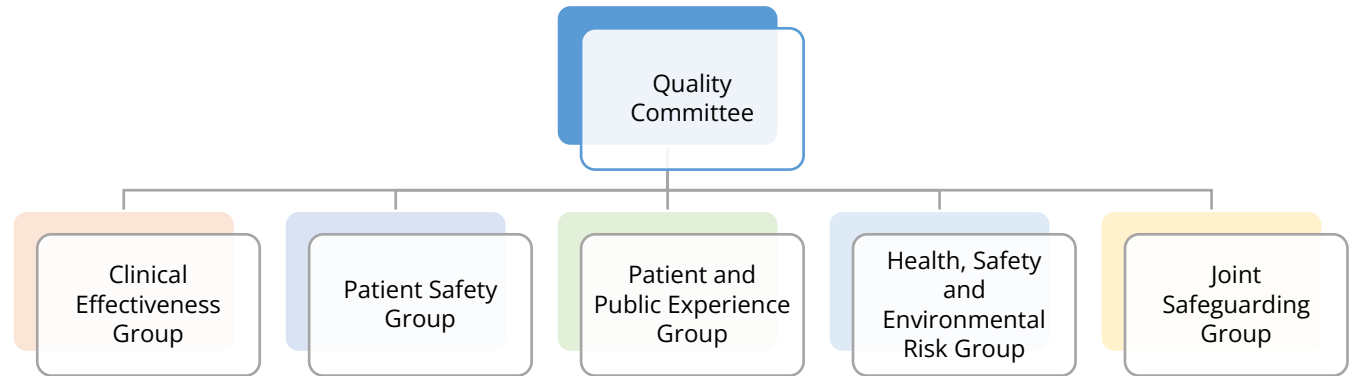 Quality
Committee
Clinical
Effectiveness
Group
Patient Safety
Group
Patient and
Public Experience
Group
Health, Safety
and
Environmental
Risk Group
Joint
Safeguarding
Group